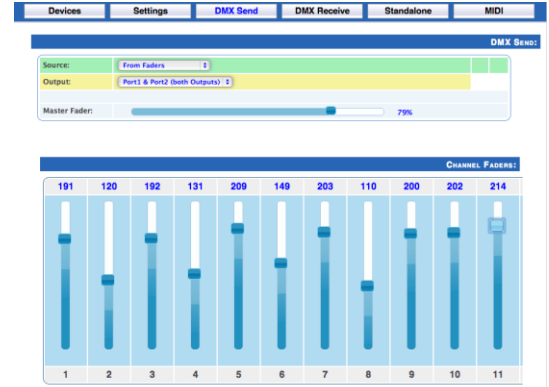 Devices Settings DMX Send DMX Receive Standalone MIDI
DMX SEND:
Source: From Faders
Output: Port1 & Port2 (both Outputs)
Master Fader: 79%
CHANNEL FADERS:
191 120 192 131 209 149 203 110 200 202 214
1 2 3 4 5 6 7 8 9 10 11